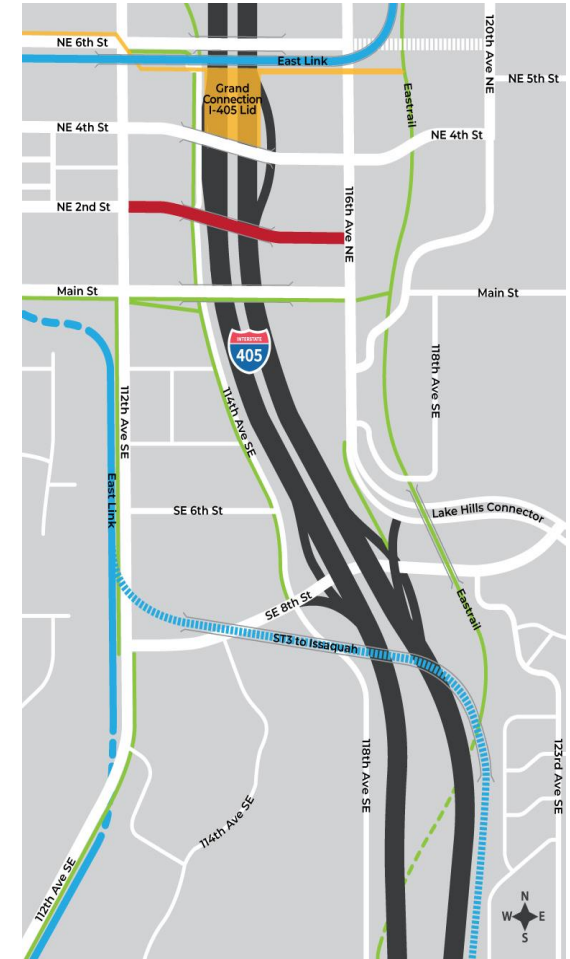 120th Ave NE
NE 6th St
East Link
NE 5th St
Grand
Connection
I-405 Lid
Eastrail
NE 4th St
NE 4th St
116th Ave NE
NE 2nd St
Main St
Main St
INTERSTATE
405
118th Ave SE
112th Ave SE
114th Ave SE
East Link
SE 6th St
Lake Hills Connector
SE 8th St
Eastrail
ST3 to Issaquah
118th Ave SE
123rd Ave SE
114th Ave SE
112th Ave SE
N
W E
S